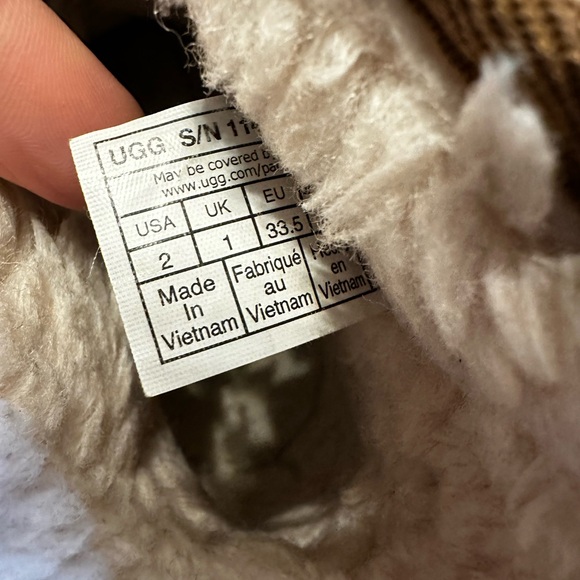 UGG S/N 11
May be covered b
www.ugg.com/pa
USA UK EU
2 1 33.5
Made In Vietnam
Fabriqué au Vietnam
en Vietnam